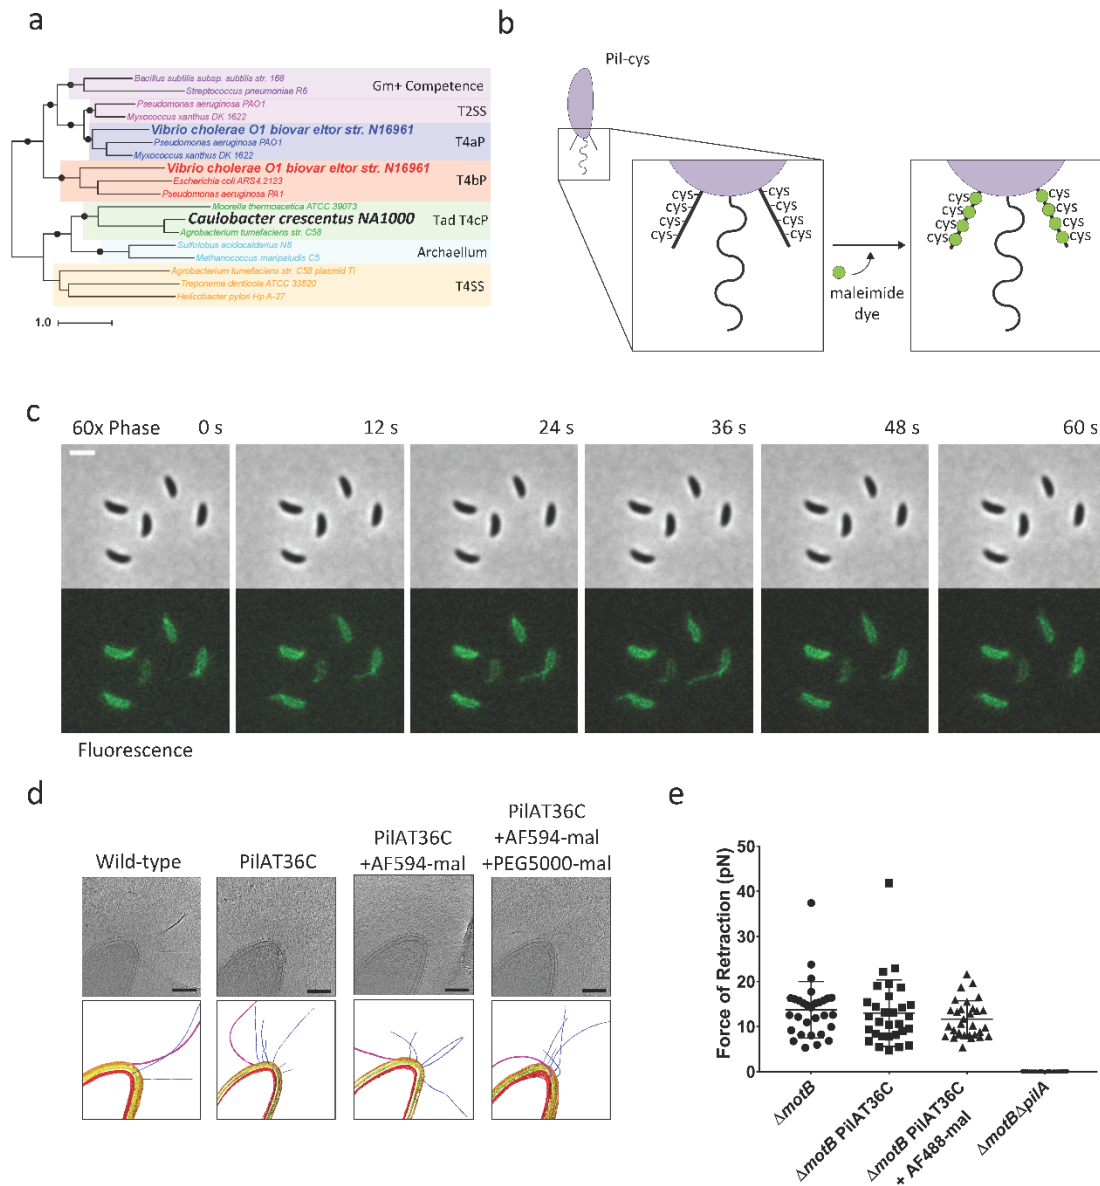 a
Bacillus subtilis subsp. subtilis str. 168
Streptococcus pneumoniae R6
Gm+ Competence
Pseudomonas aeruginosa PAO1
Myxococcus xanthus DK 1622
T2SS
Vibrio cholerae O1 biovar eltor str. N16961
Pseudomonas aeruginosa PAO1
Myxococcus xanthus DK 1622
T4aP
Vibrio cholerae O1 biovar eltor str. N16961
Escherichia coli ARS4.2123
Pseudomonas aeruginosa PA1
T4bP
Moorella thermoacetica ATCC 39073
Caulobacter crescentus NA1000
Agrobacterium tumefaciens str. C58
Tad T4cP
Sulfolobus acidocaldarius N8
Methanococcus maripaludis C5
Archaellum
Agrobacterium tumefaciens str. C58 plasmid Ti
Treponema denticola ATCC 33520
Helicobacter pylori Hp A-27
T4SS
1.0
b
Pil-cys
cys
cys
cys
cys
maleimide
dye
cys
cys
cys
cys
cys
cys
cys
cys
c
60x Phase 0 s 12 s 24 s 36 s 48 s 60 s
Fluorescence
d
Wild-type
PilAT36C
PilAT36C
+AF594-mal
PilAT36C
+AF594-mal
+PEG5000-mal
e
Force of Retraction (pN)
50
40
30
20
10
0
ΔmotB
ΔmotB PilAT36C
ΔmotB PilAT36C
+ AF488-mal
ΔmotBΔpilA